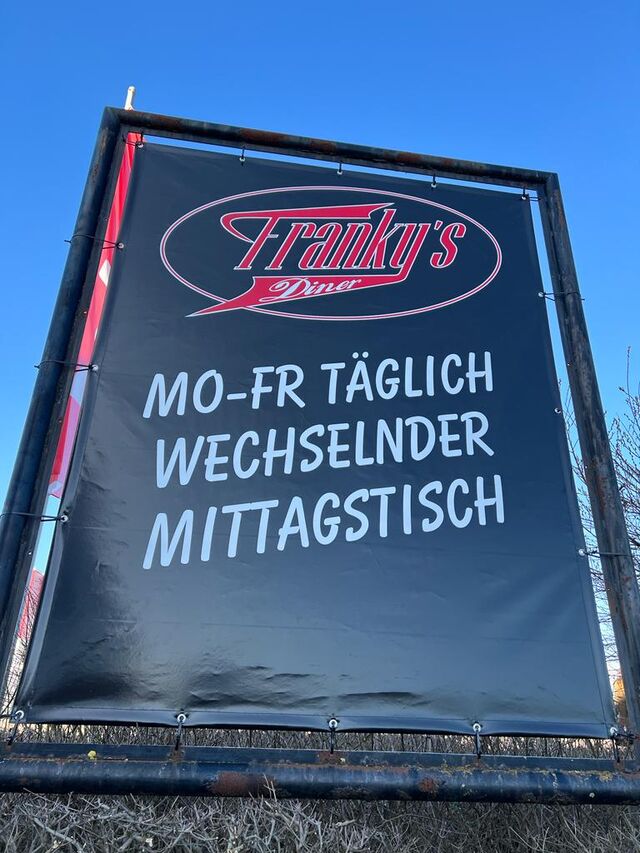 Franky's
Diner
MO-FR TÄGLICH
WECHSELNDER
MITTAGSTISCH